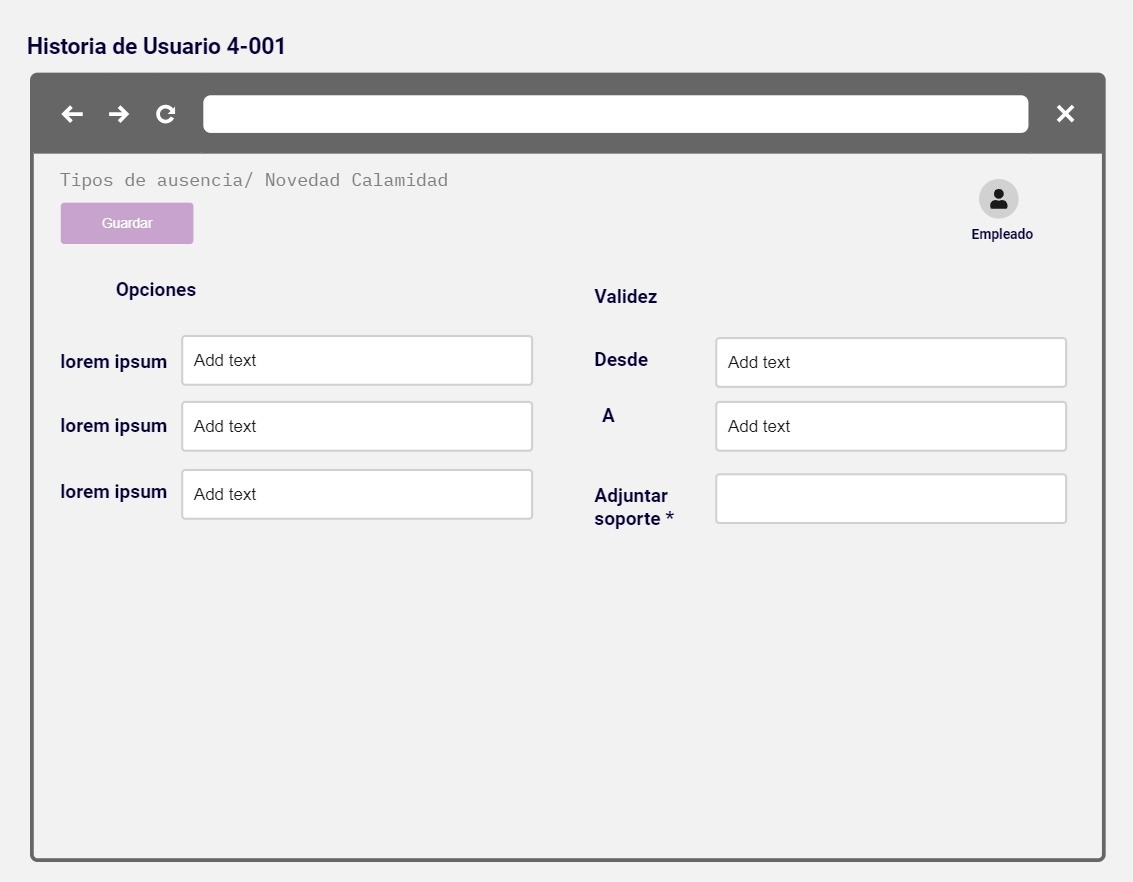 Historia de Usuario 4-001
Tipos de ausencia/ Novedad Calamidad
Guardar
Empleado
Opciones
lorem ipsum Add text
lorem ipsum Add text
lorem ipsum Add text
Validez
Desde Add text
A Add text
Adjuntar
soporte *